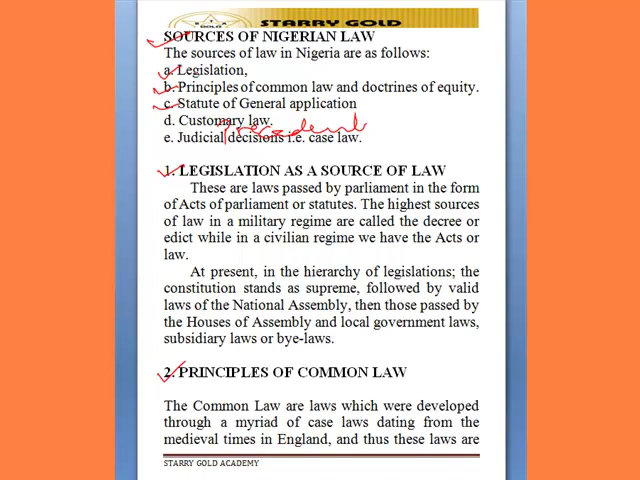 STARRY GOLD
SOURCES OF NIGERIAN LAW
The sources of law in Nigeria are as follows:
a. Legislation,
b. Principles of common law and doctrines of equity.
c. Statute of General application
d. Customary law.
precedent
e. Judicial decisions i.e. case law.
1. LEGISLATION AS A SOURCE OF LAW
These are laws passed by parliament in the form
of Acts of parliament or statutes. The highest sources
of law in a military regime are called the decree or
edict while in a civilian regime we have the Acts or
law.
At present, in the hierarchy of legislations; the
constitution stands as supreme, followed by valid
laws of the National Assembly, then those passed by
the Houses of Assembly and local government laws,
subsidiary laws or bye-laws.
2. PRINCIPLES OF COMMON LAW
The Common Law are laws which were developed
through a myriad of case laws dating from the
medieval times in England, and thus these laws are
STARRY GOLD ACADEMY